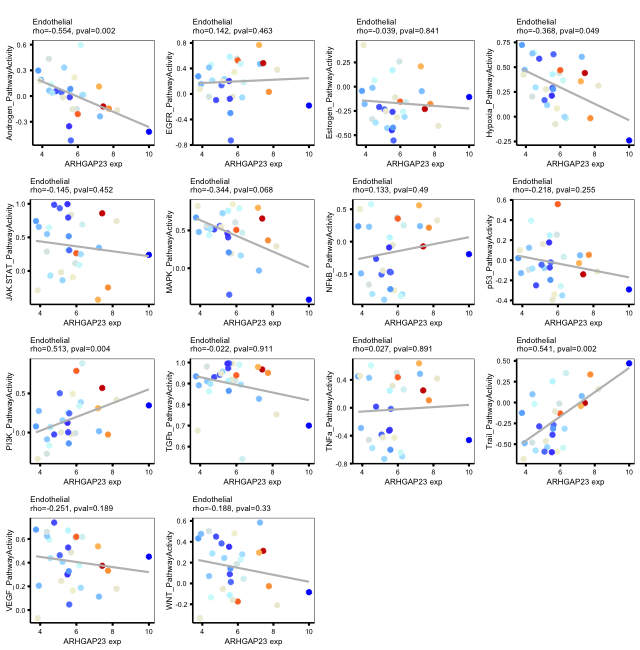 Endothelial
rho=-0.554, pval=0.002
Androgen_PathwayActivity
0.6
0.3
0.0
-0.3
4
6
8
10
ARHGAP23 exp
Endothelial
rho=0.142, pval=0.463
EGFR_PathwayActivity
0.8
0.4
0.0
-0.4
-0.8
4
6
8
10
ARHGAP23 exp
Endothelial
rho=-0.039, pval=0.841
Estrogen_PathwayActivity
0.25
0.00
-0.25
-0.50
4
6
8
10
ARHGAP23 exp
Endothelial
rho=-0.368, pval=0.049
Hypoxia_PathwayActivity
0.75
0.50
0.25
0.00
-0.25
4
6
8
10
ARHGAP23 exp
Endothelial
rho=-0.145, pval=0.452
JAK-STAT_PathwayActivity
1.0
0.5
0.0
4
6
8
10
ARHGAP23 exp
Endothelial
rho=-0.344, pval=0.068
MAPK_PathwayActivity
0.5
0.0
4
6
8
10
ARHGAP23 exp
Endothelial
rho=0.133, pval=0.49
NFkB_PathwayActivity
0.5
0.0
-0.5
4
6
8
10
ARHGAP23 exp
Endothelial
rho=-0.218, pval=0.255
p53_PathwayActivity
0.6
0.4
0.2
0.0
-0.2
-0.4
4
6
8
10
ARHGAP23 exp
Endothelial
rho=0.513, pval=0.004
PI3K_PathwayActivity
0.5
0.0
4
6
8
10
ARHGAP23 exp
Endothelial
rho=-0.022, pval=0.911
TGFb_PathwayActivity
1.0
0.9
0.8
0.7
0.6
4
6
8
10
ARHGAP23 exp
Endothelial
rho=0.027, pval=0.891
TNFa_PathwayActivity
0.4
0.0
-0.4
-0.8
4
6
8
10
ARHGAP23 exp
Endothelial
rho=0.541, pval=0.002
Trail_PathwayActivity
0.50
0.25
0.00
-0.25
-0.50
4
6
8
10
ARHGAP23 exp
Endothelial
rho=-0.251, pval=0.189
VEGF_PathwayActivity
0.6
0.4
0.2
0.0
4
6
8
10
ARHGAP23 exp
Endothelial
rho=-0.188, pval=0.33
WNT_PathwayActivity
0.6
0.4
0.2
0.0
-0.2
4
6
8
10
ARHGAP23 exp